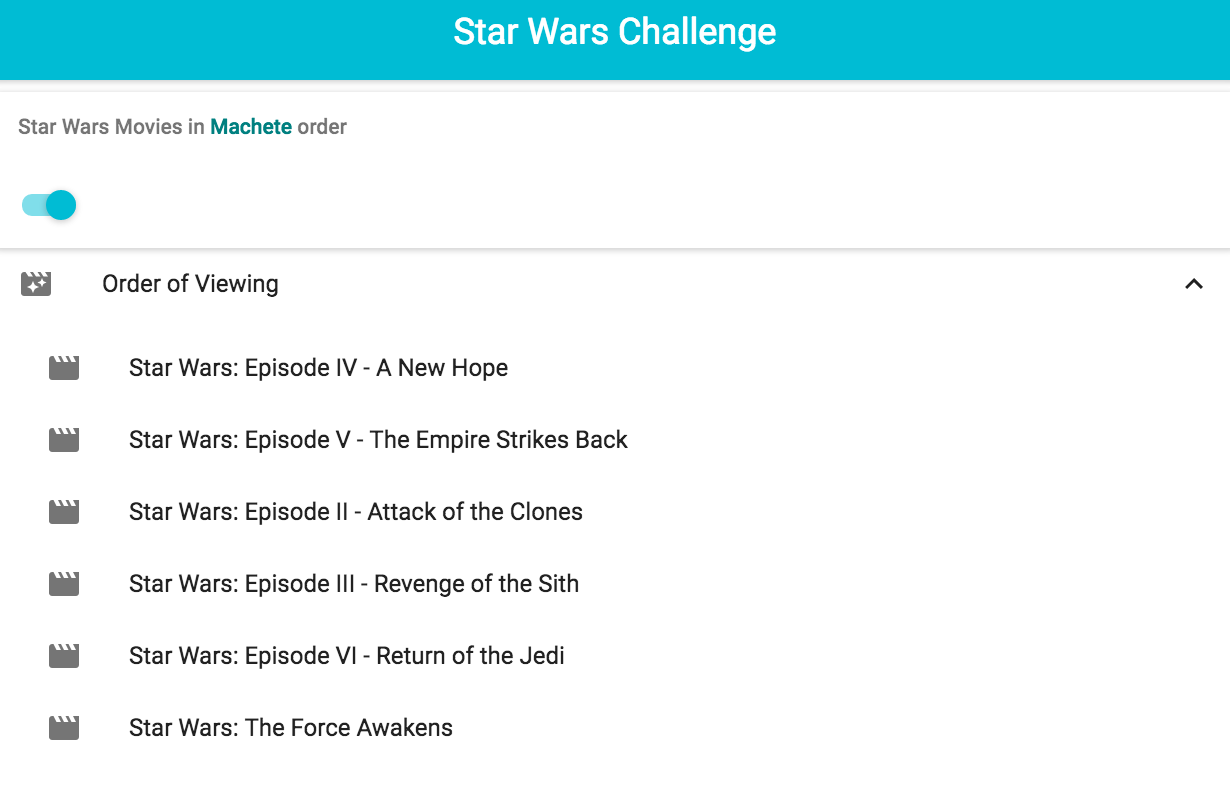 Star Wars Challenge
Star Wars Movies in Machete order
Order of Viewing
Star Wars: Episode IV - A New Hope
Star Wars: Episode V - The Empire Strikes Back
Star Wars: Episode II - Attack of the Clones
Star Wars: Episode III - Revenge of the Sith
Star Wars: Episode VI - Return of the Jedi
Star Wars: The Force Awakens